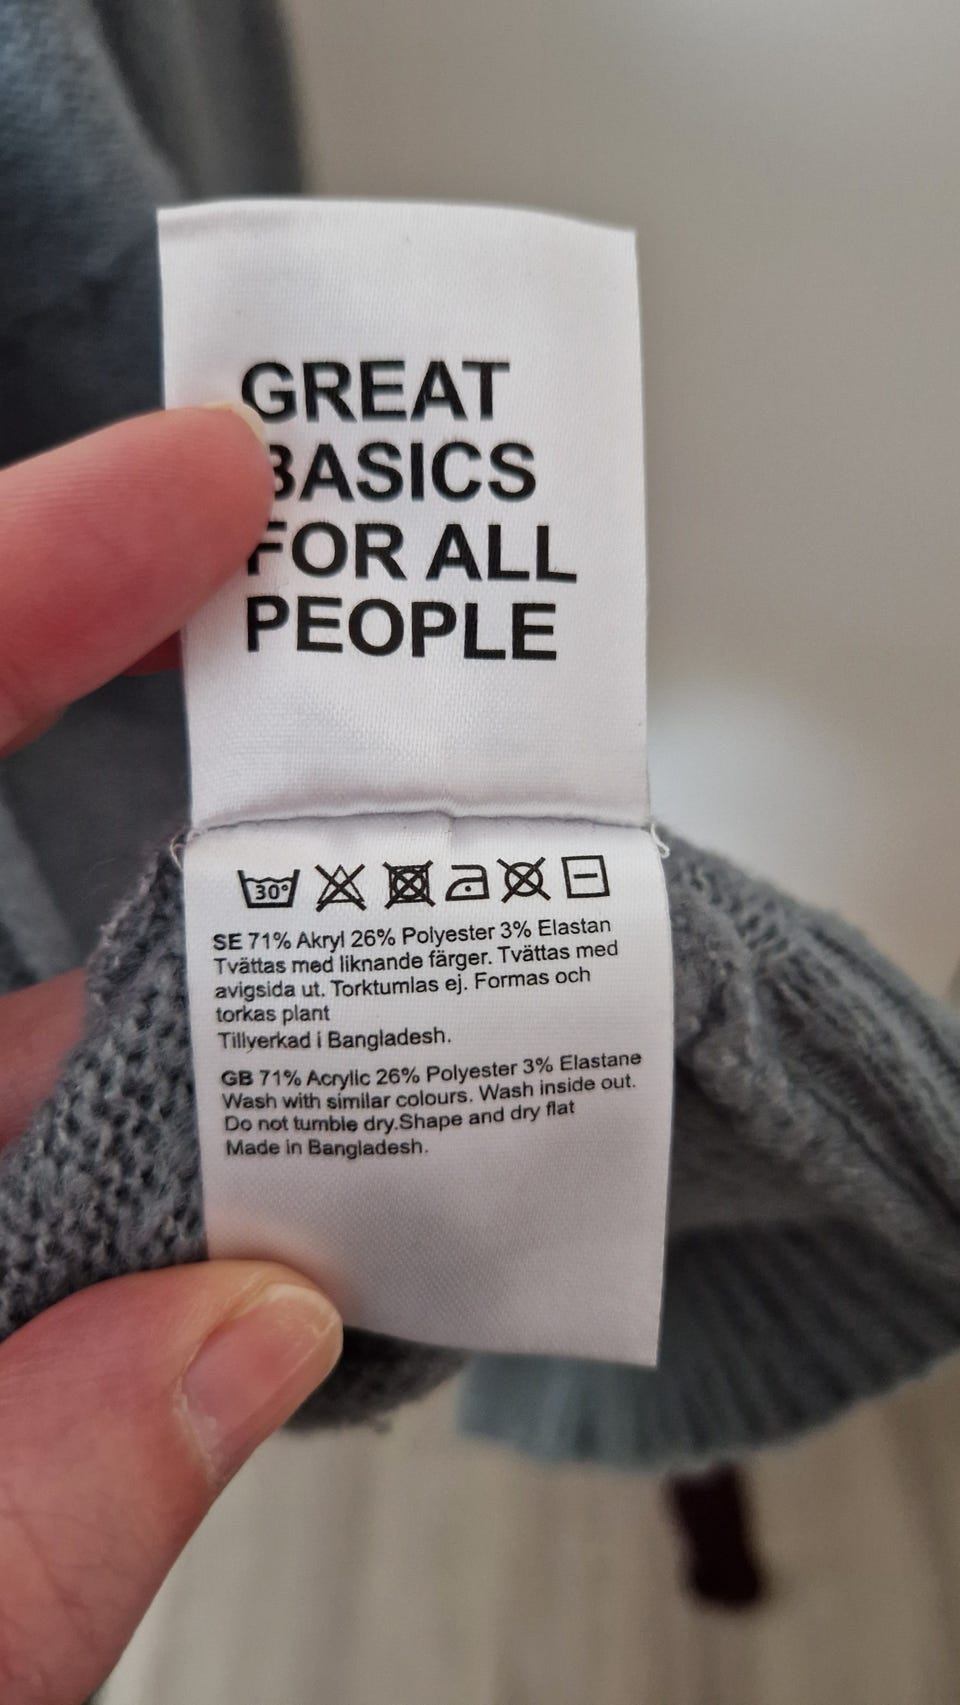 GREAT
BASICS
FOR ALL
PEOPLE
30°
SE 71% Akryl 26% Polyester 3% Elastan
Tvättas med liknande färger. Tvättas med
avigsida ut. Torktumlas ej. Formas och
torkas plant
Tillverkad i Bangladesh.
GB 71% Acrylic 26% Polyester 3% Elastane
Wash with similar colours. Wash inside out.
Do not tumble dry.Shape and dry flat
Made in Bangladesh.